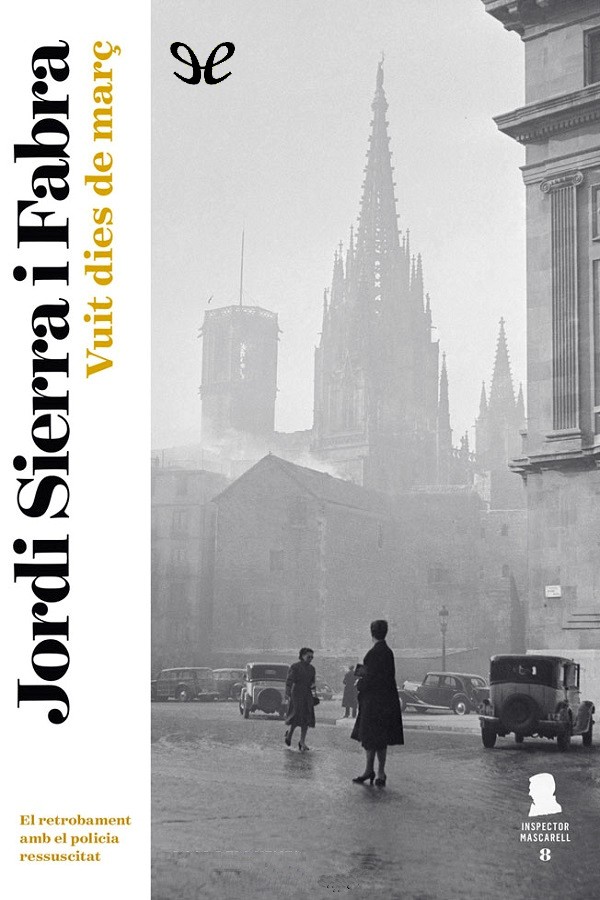 Jordi Sierra i Fabra
Vuit dies de març
El retrobament
amb el policia
ressuscitat
INSPECTOR
MASCARELL
8